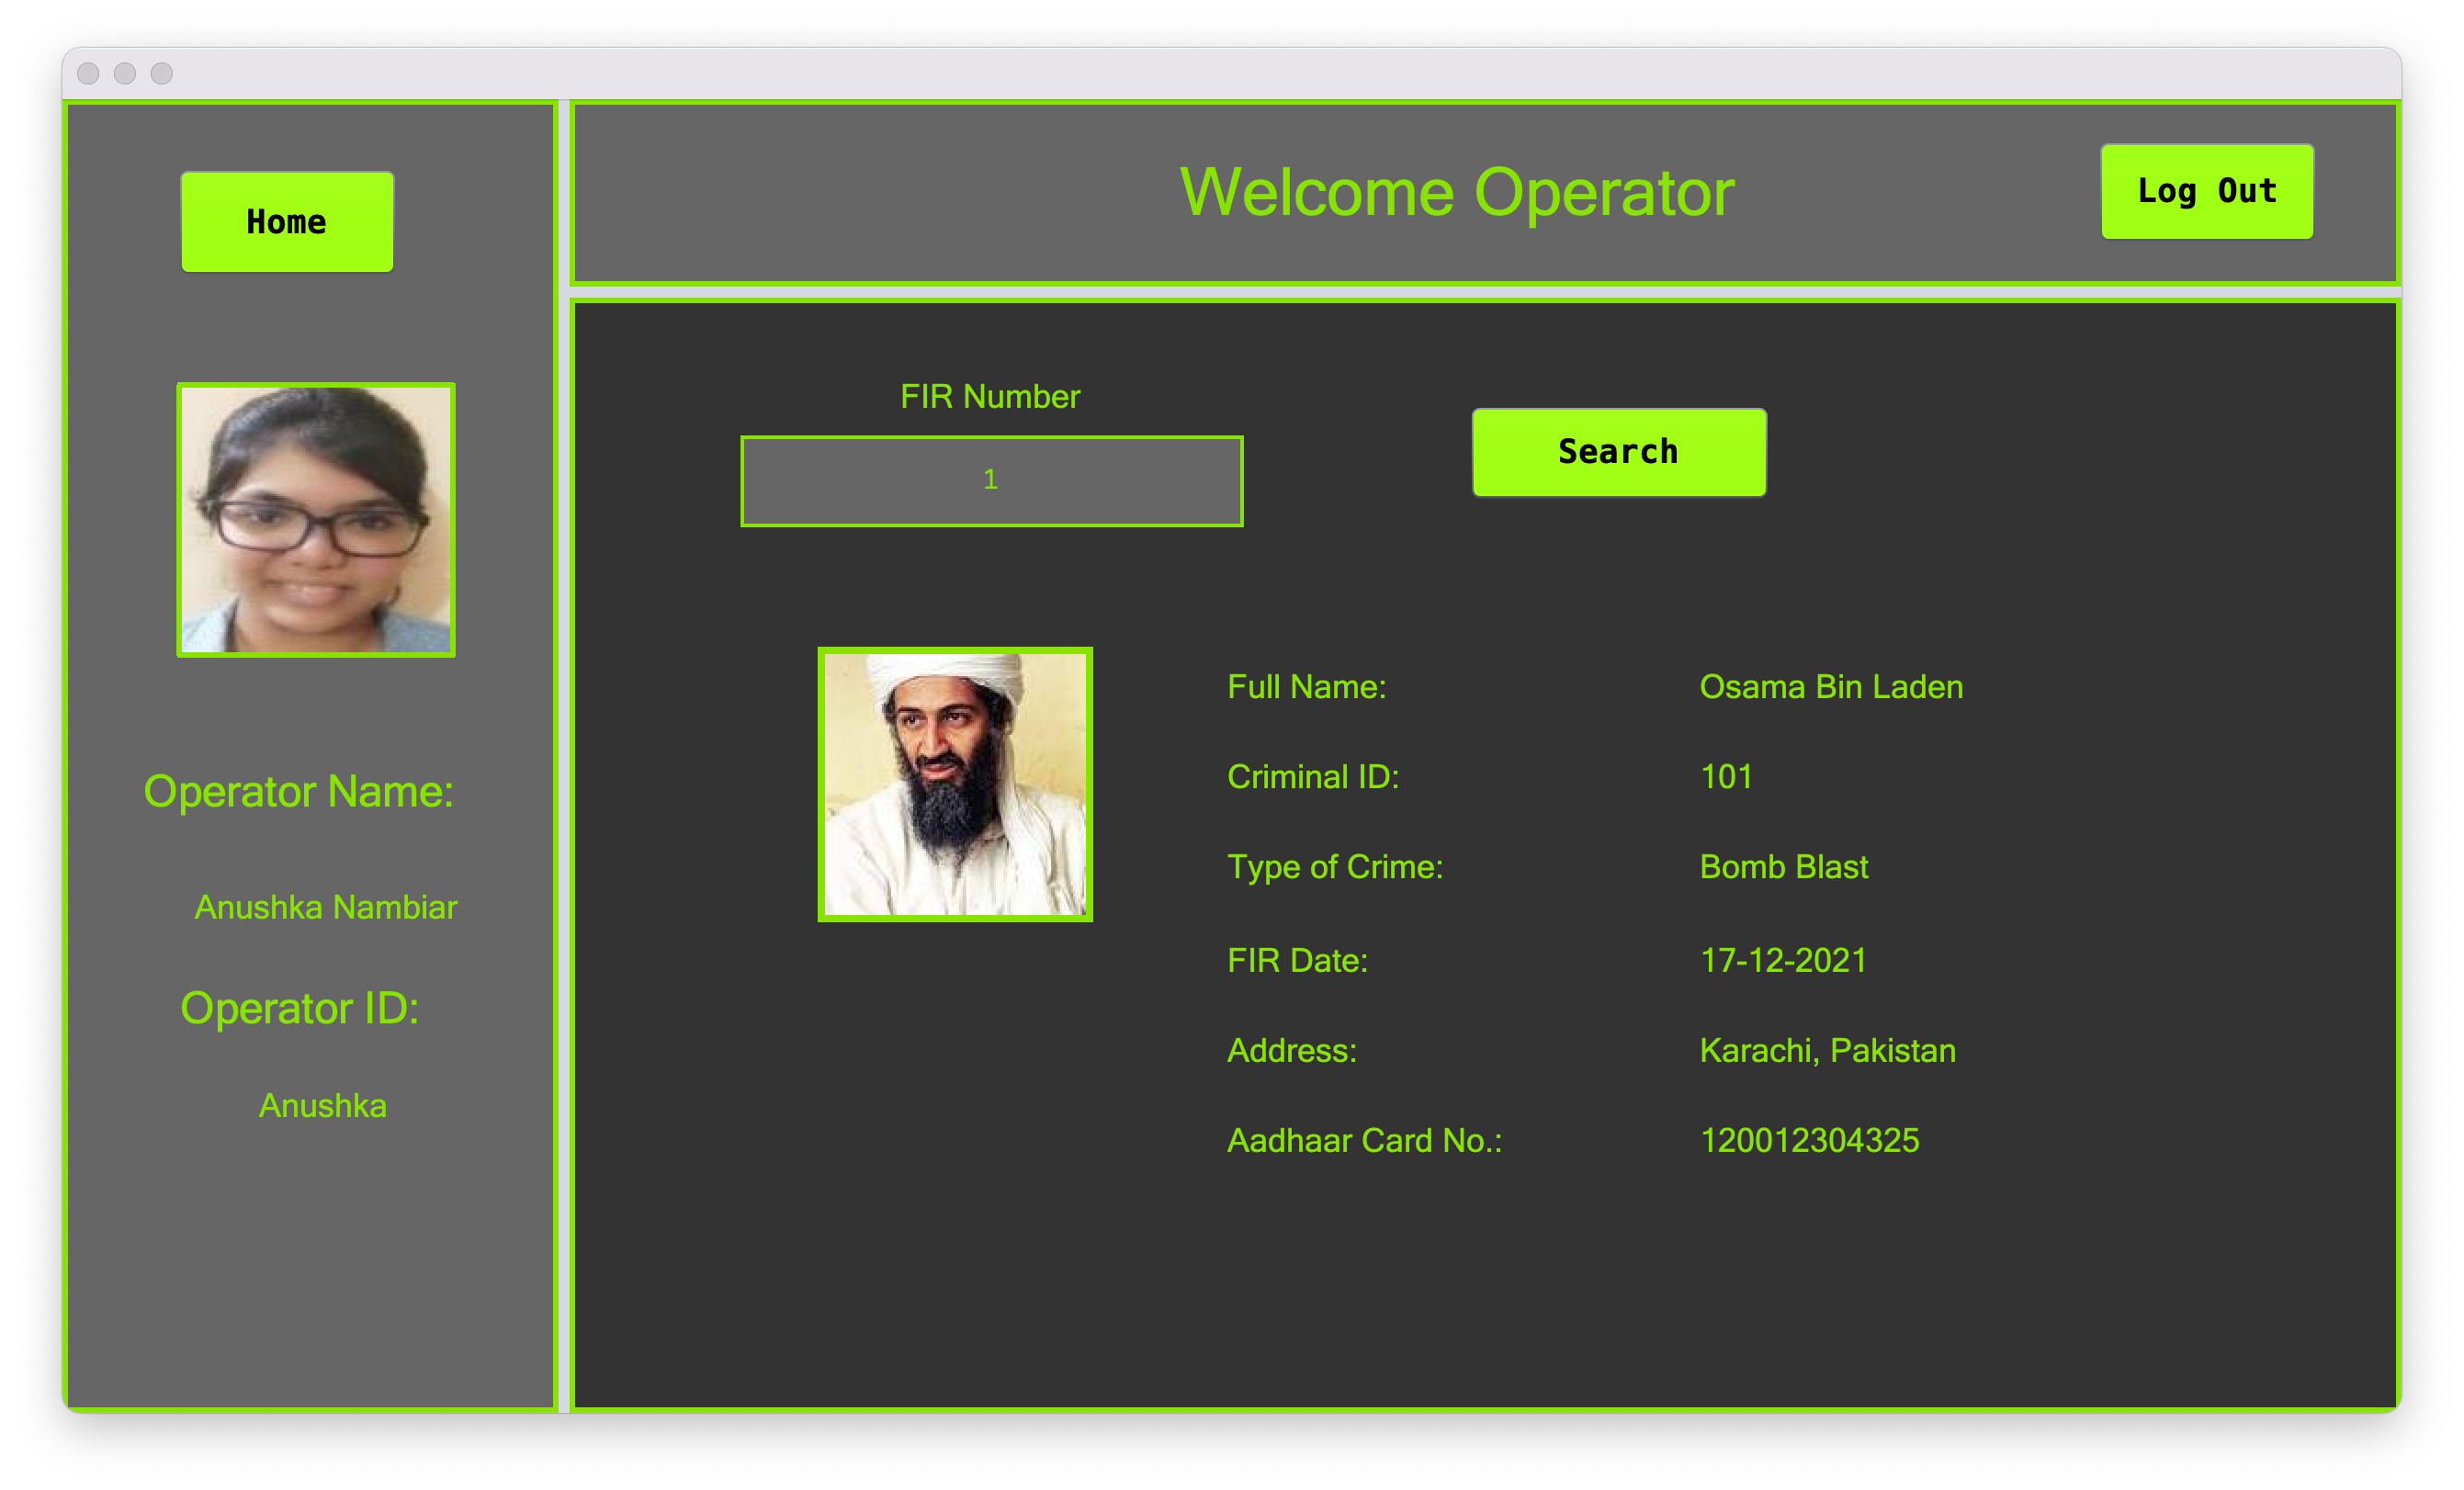 Home
Welcome Operator
Log Out
FIR Number
1
Search
Operator Name:
Anushka Nambiar
Operator ID:
Anushka
Full Name: Osama Bin Laden
Criminal ID: 101
Type of Crime: Bomb Blast
FIR Date: 17-12-2021
Address: Karachi, Pakistan
Aadhaar Card No.: 120012304325